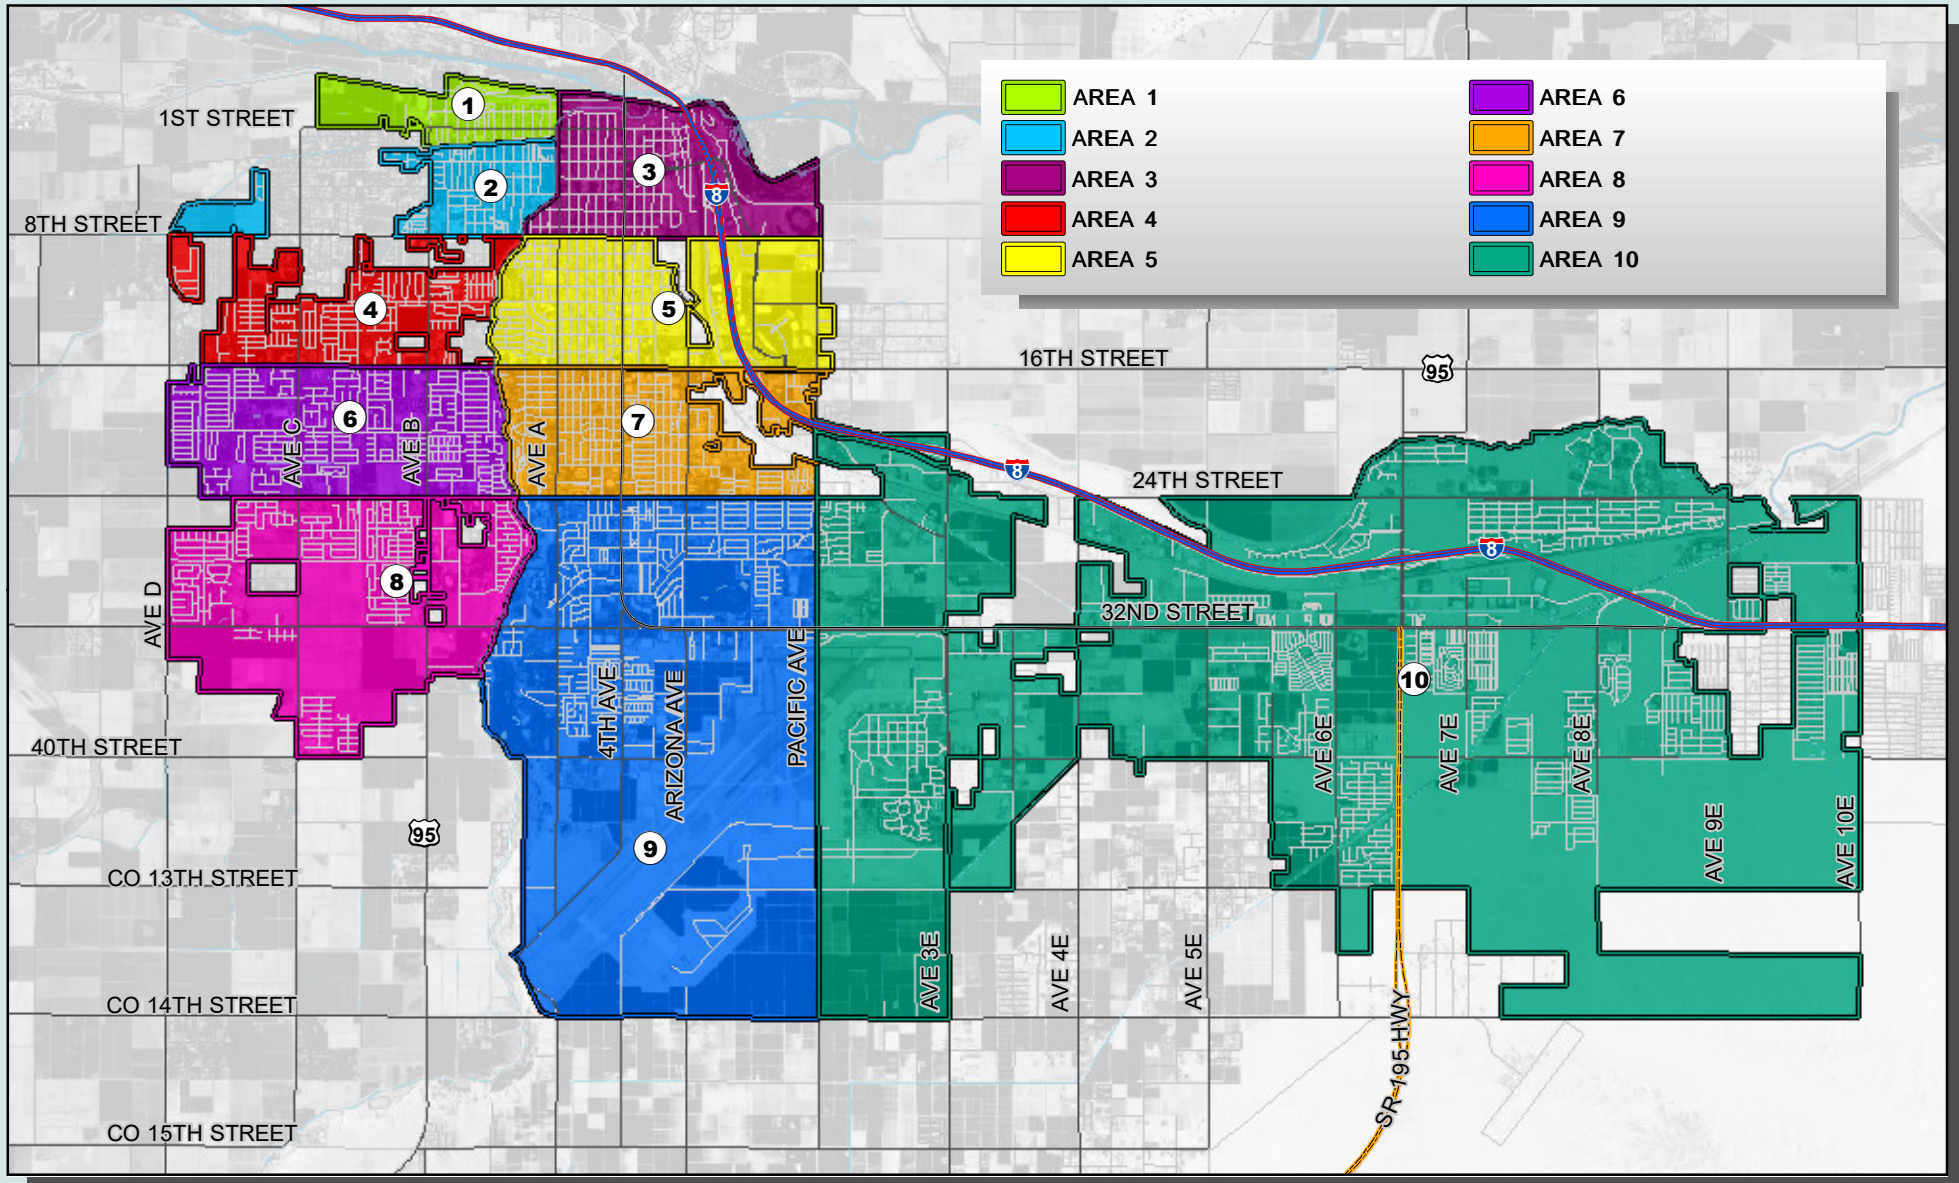 1ST STREET
8TH STREET
16TH STREET
24TH STREET
32ND STREET
40TH STREET
CO 13TH STREET
CO 14TH STREET
CO 15TH STREET
AVE D
AVE C
AVE B
AVE A
4TH AVE
ARIZONA AVE
PACIFIC AVE
AVE 3E
AVE 4E
AVE 5E
AVE 6E
AVE 7E
AVE 8E
AVE 9E
AVE 10E
SR 195 HWY
1
2
3
4
5
6
7
8
9
10
8
8
8
95
95
AREA 1
AREA 2
AREA 3
AREA 4
AREA 5
AREA 6
AREA 7
AREA 8
AREA 9
AREA 10